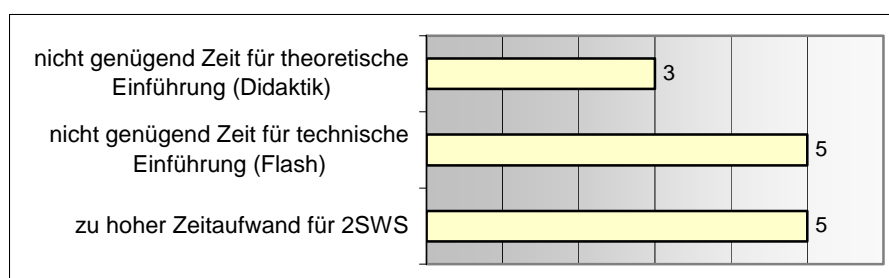 nicht genügend Zeit für theoretische
Einführung (Didaktik)
3
nicht genügend Zeit für technische
Einführung (Flash)
5
zu hoher Zeitaufwand für 2SWS
5